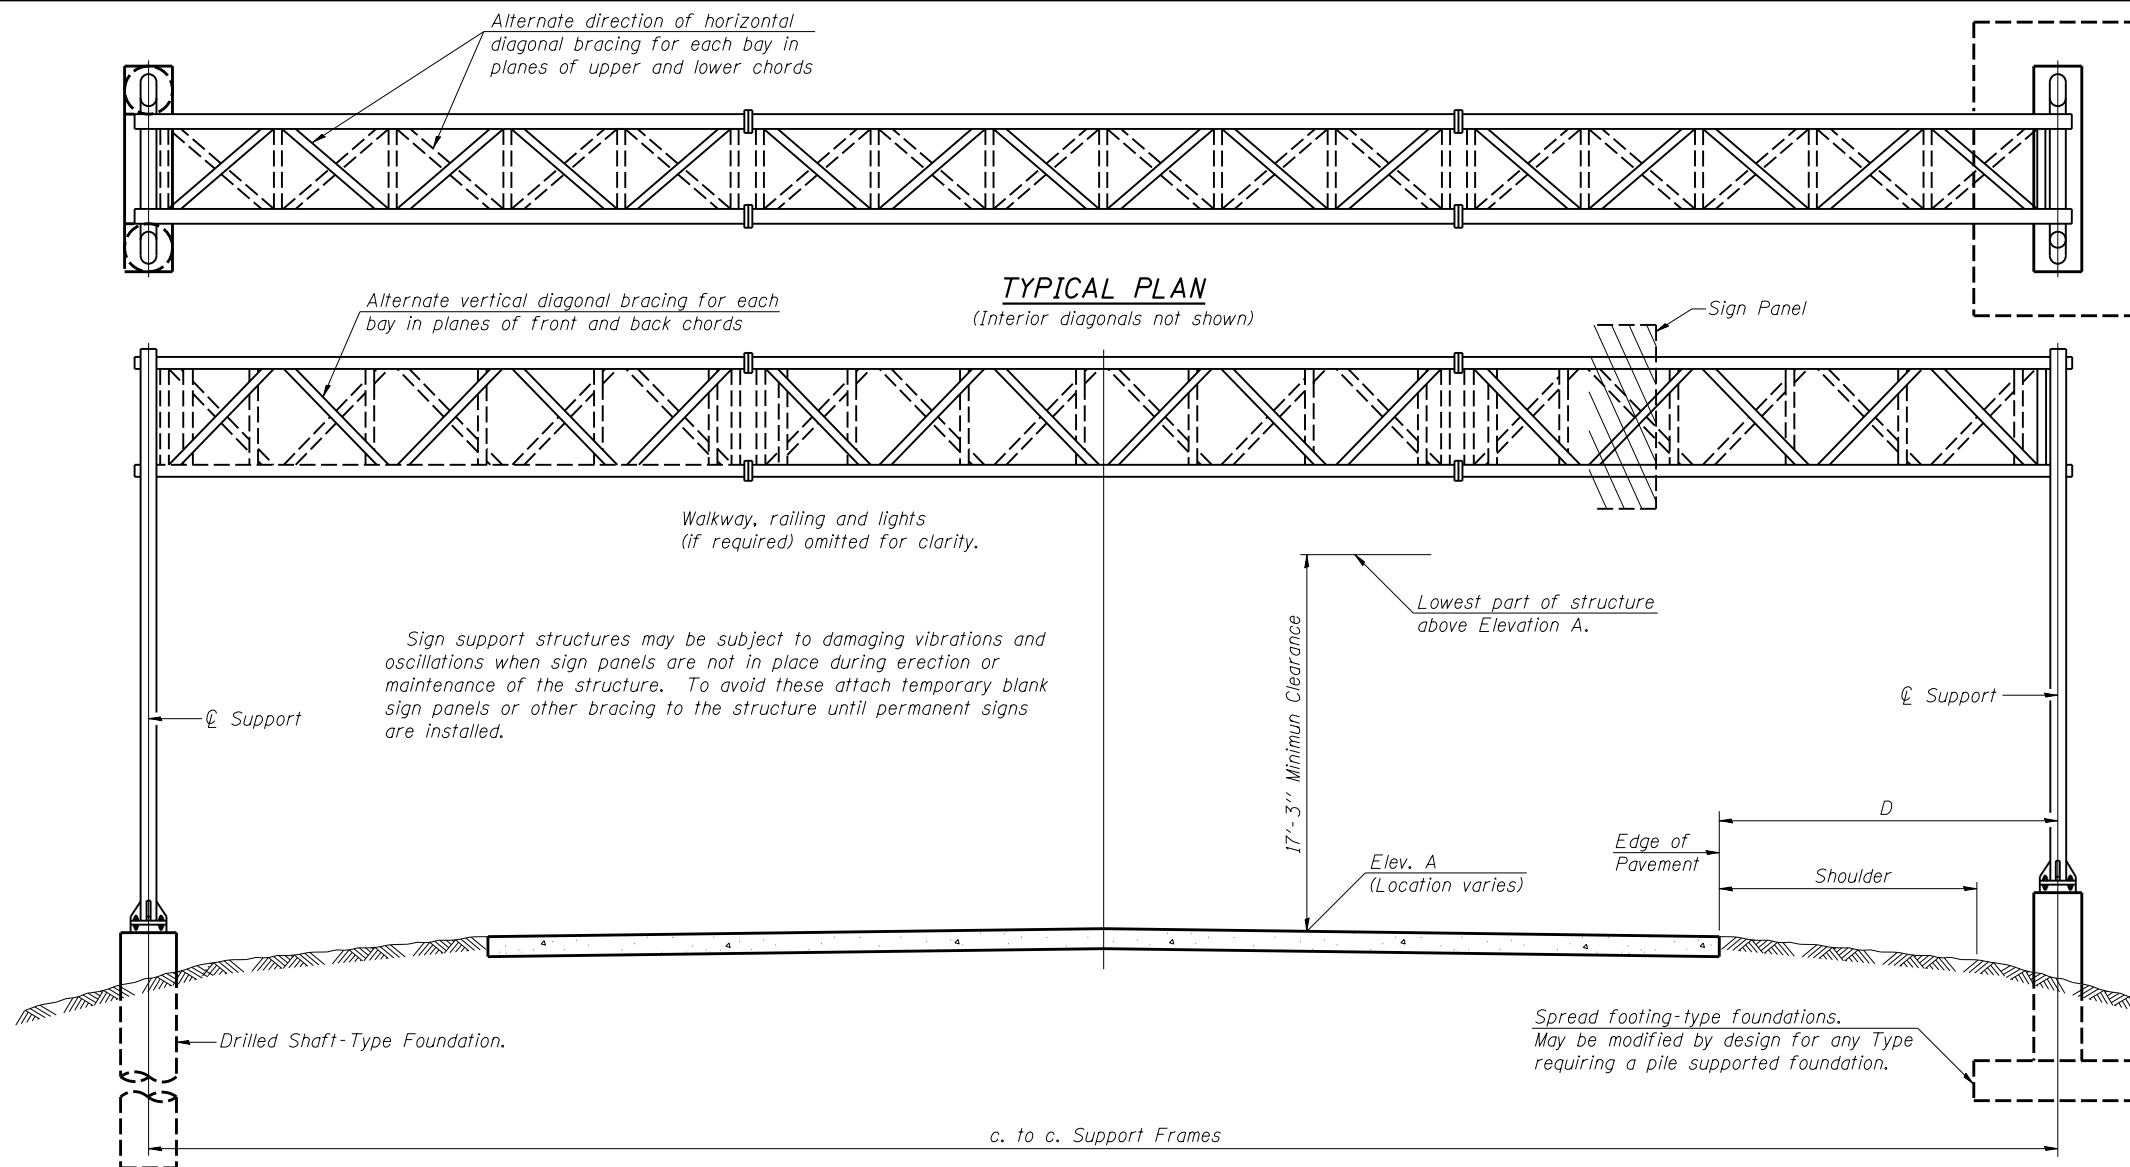 Alternate direction of horizontal
diagonal bracing for each bay in
planes of upper and lower chords
TYPICAL PLAN
(Interior diagonals not shown)
Alternate vertical diagonal bracing for each
bay in planes of front and back chords
Sign Panel
Walkway, railing and lights
(if required) omitted for clarity.
Lowest part of structure
above Elevation A.
Sign support structures may be subject to damaging vibrations and
oscillations when sign panels are not in place during erection or
maintenance of the structure. To avoid these attach temporary blank
sign panels or other bracing to the structure until permanent signs
are installed.
17'-3'' Minimun Clearance
℄ Support
℄ Support
D
Edge of
Pavement
Shoulder
Elev. A
(Location varies)
Drilled Shaft-Type Foundation.
Spread footing-type foundations.
May be modified by design for any Type
requiring a pile supported foundation.
c. to c. Support Frames